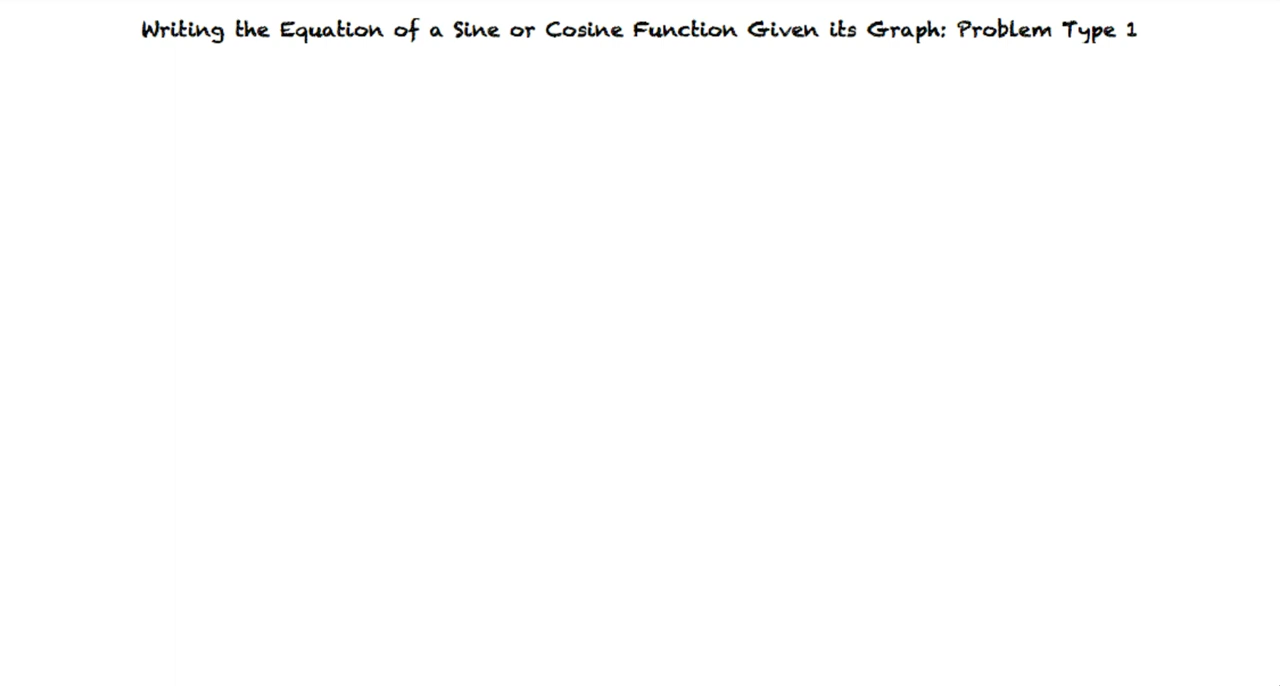 Writing the Equation of a Sine or Cosine Function Given its Graph: Problem Type 1